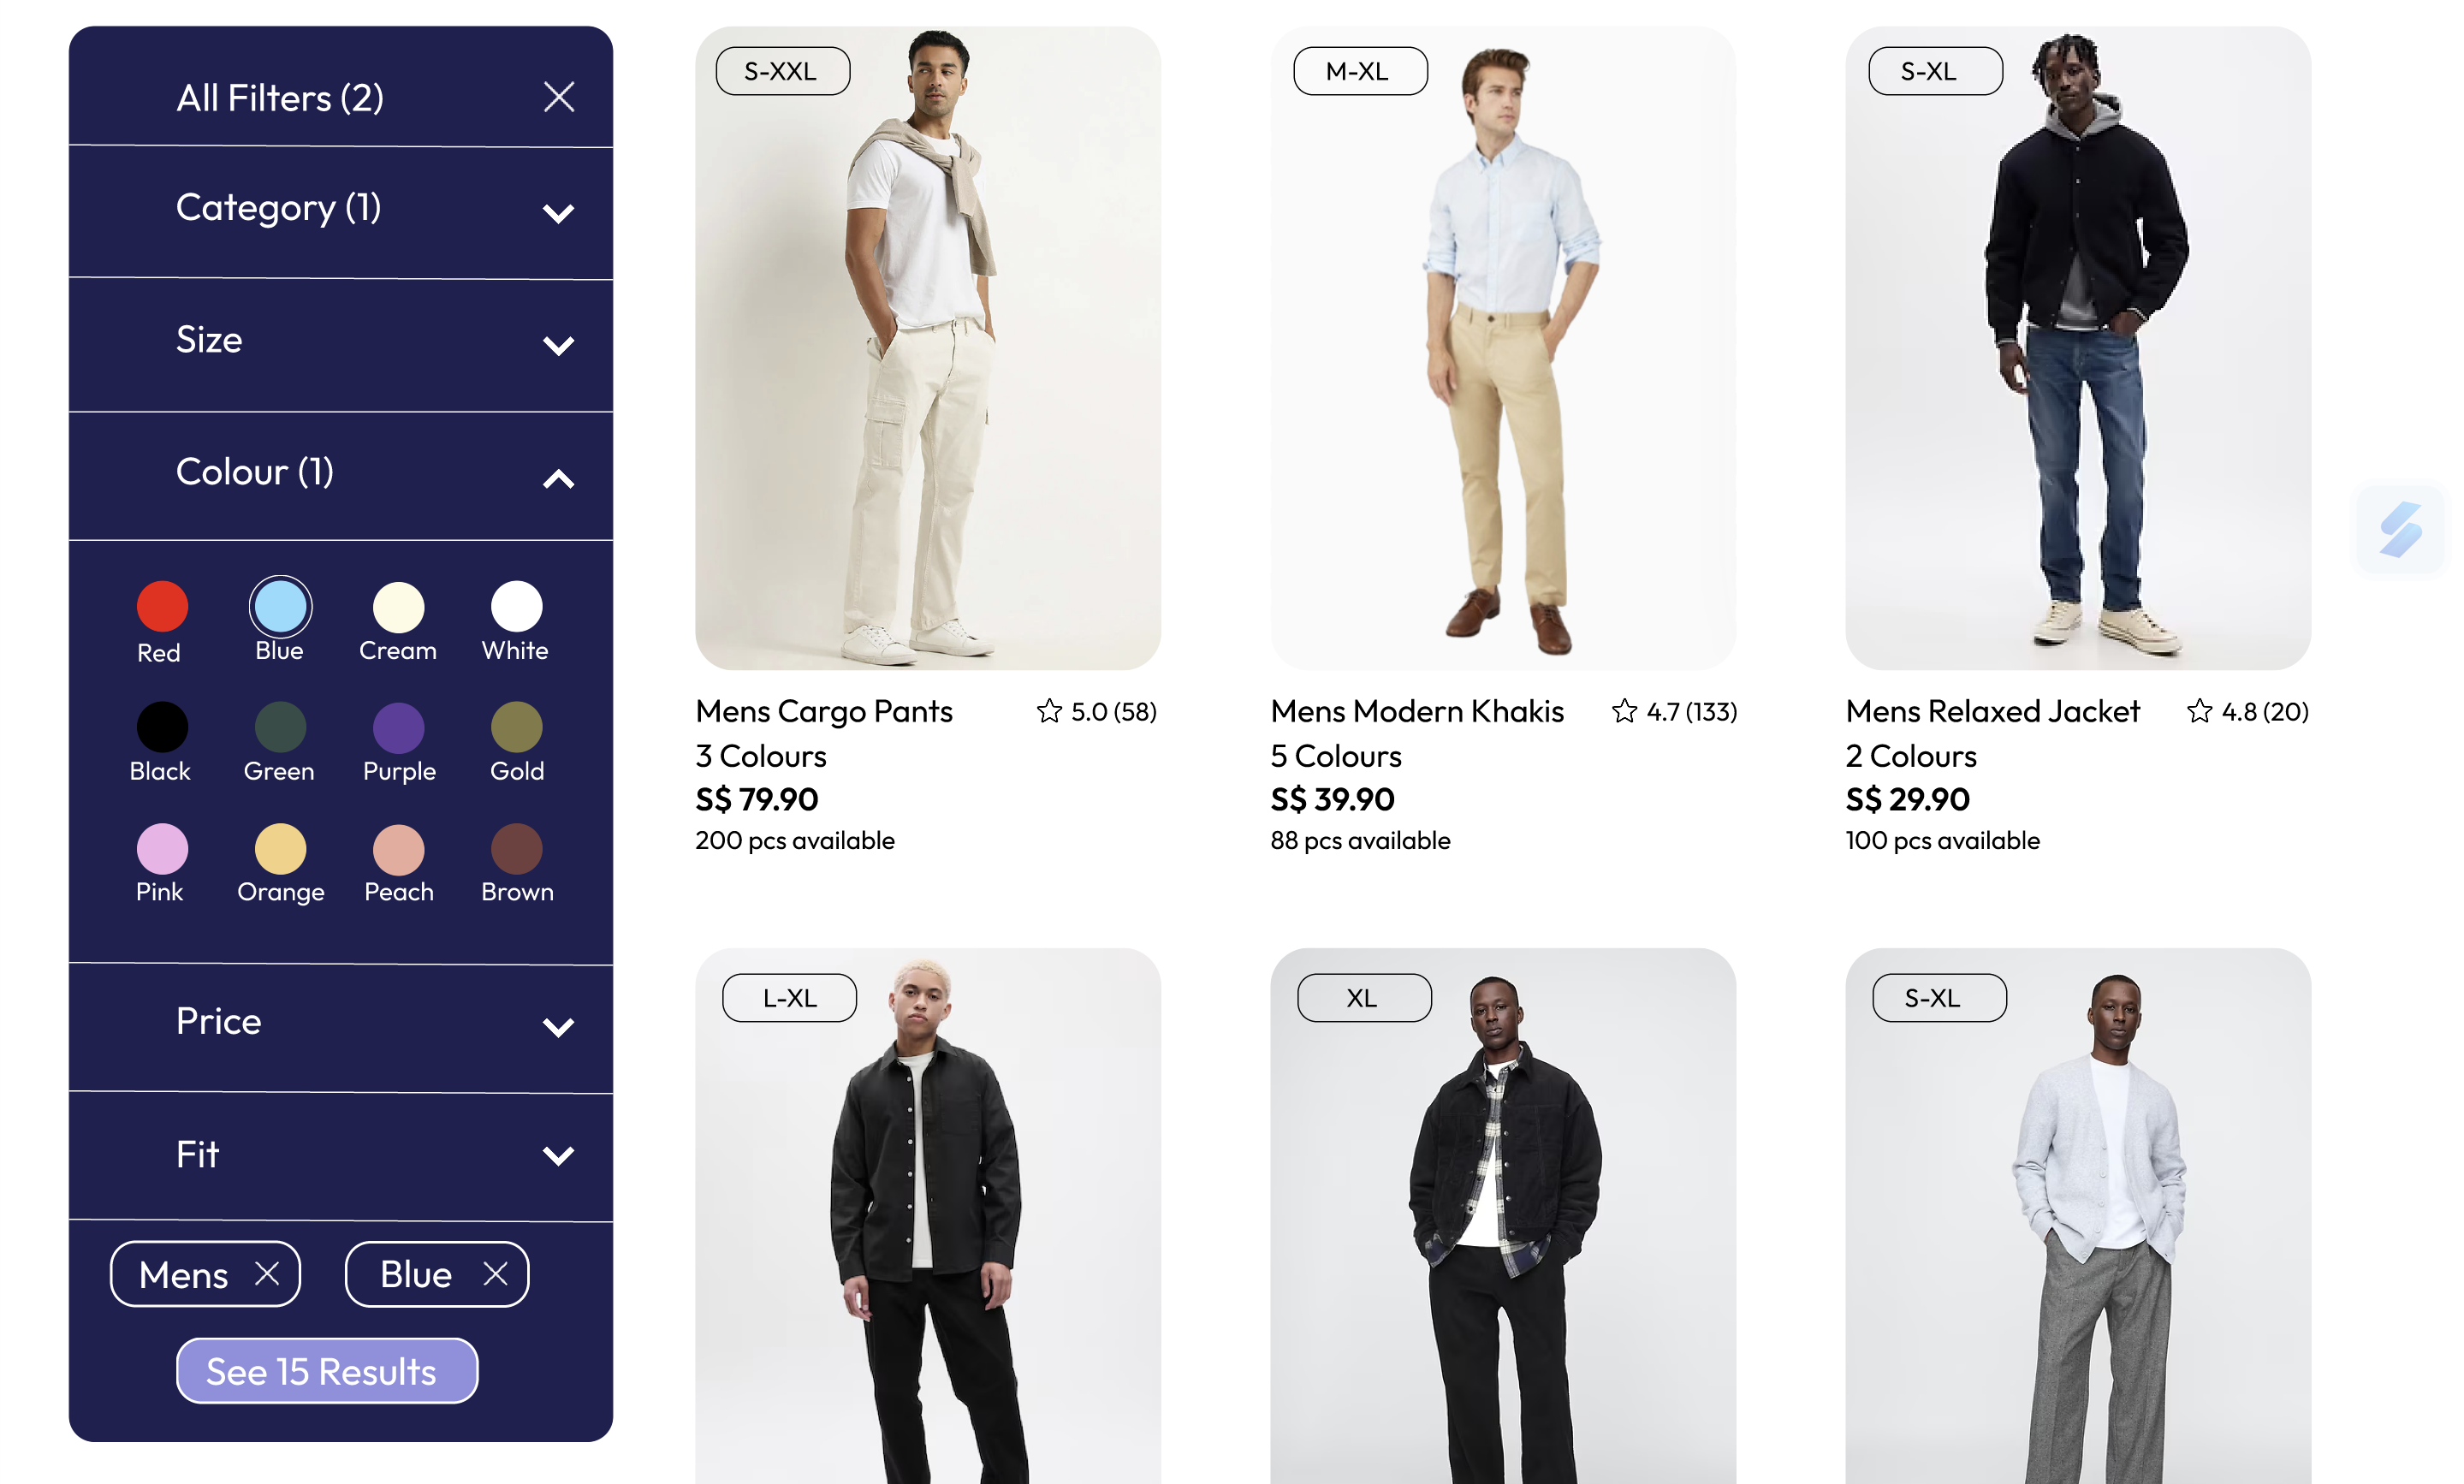 All Filters (2)
Category (1)
Size
Colour (1)
Red Blue Cream White
Black Green Purple Gold
Pink Orange Peach Brown
Price
Fit
Mens Blue
See 15 Results
S-XXL
Mens Cargo Pants 5.0 (58)
3 Colours
S$ 79.90
200 pcs available
M-XL
Mens Modern Khakis 4.7 (133)
5 Colours
S$ 39.90
88 pcs available
S-XL
Mens Relaxed Jacket 4.8 (20)
2 Colours
S$ 29.90
100 pcs available
L-XL
XL
S-XL